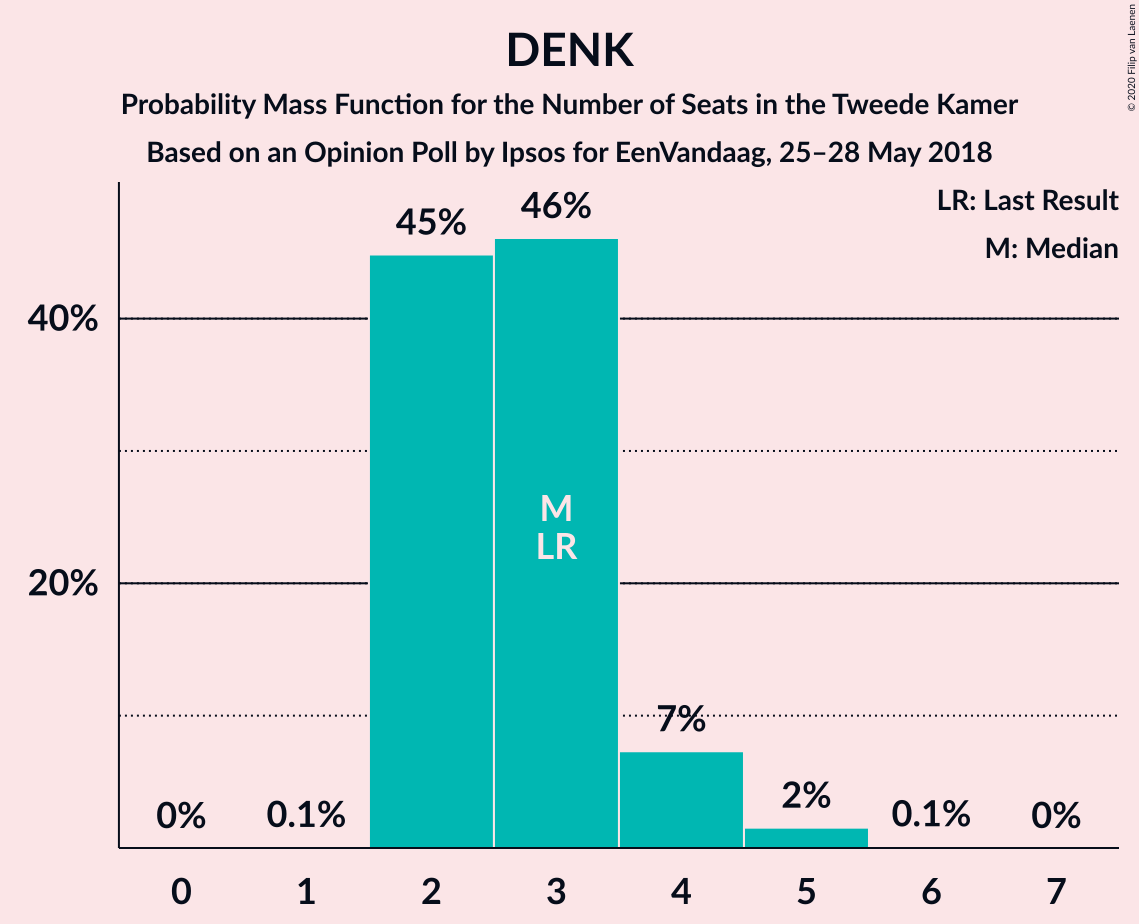 DENK
Probability Mass Function for the Number of Seats in the Tweede Kamer
Based on an Opinion Poll by Ipsos for EenVandaag, 25–28 May 2018
© 2020 Filip van Laenen
LR: Last Result
M: Median
45%
46%
40%
M
LR
20%
7%
2%
0%
0.1%
0.1%
0%
0 1 2 3 4 5 6 7